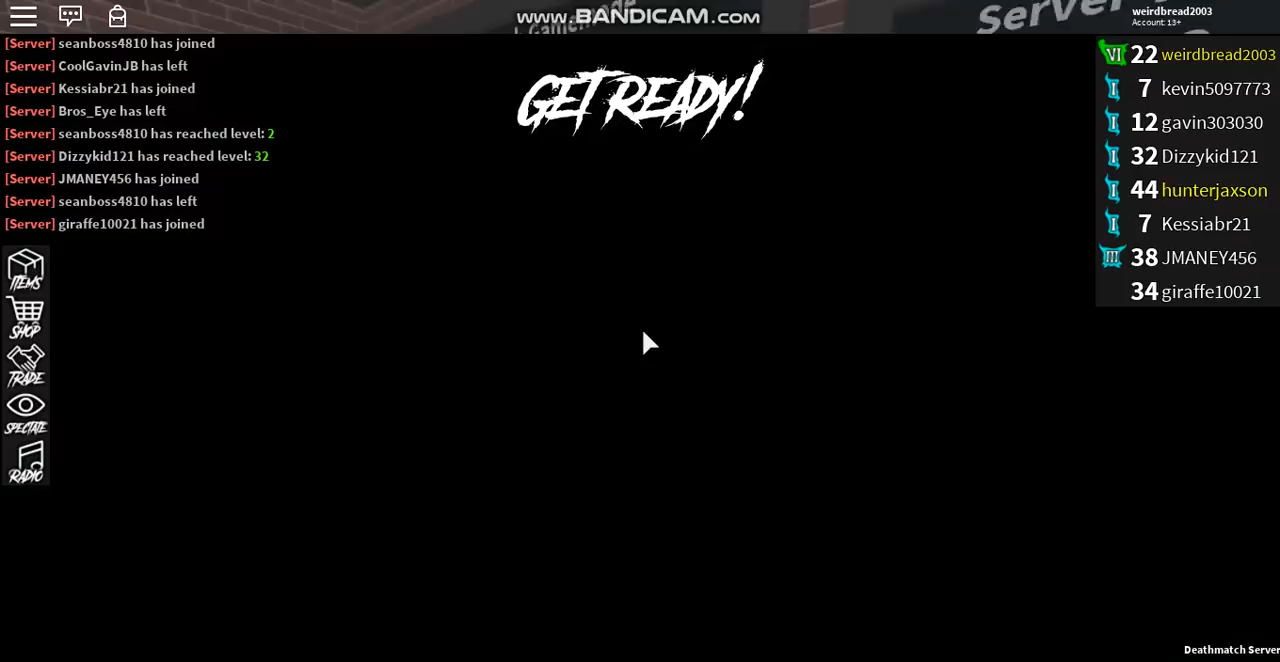 www.BANDICAM.com
Server
weirdbread2003
Account: 13+
[Server] seanboss4810 has joined
[Server] CoolGavinJB has left
[Server] Kessiabr21 has joined
[Server] Bros_Eye has left
[Server] seanboss4810 has reached level: 2
[Server] Dizzykid121 has reached level: 32
[Server] JMANEY456 has joined
[Server] seanboss4810 has left
[Server] giraffe10021 has joined
GET READY!
VI 22 weirdbread2003
I 7 kevin5097773
I 12 gavin303030
I 32 Dizzykid121
I 44 hunterjaxson
I 7 Kessiabr21
III 38 JMANEY456
34 giraffe10021
ITEMS
SHOP
TRADE
SPECTATE
RADIO
Deathmatch Server